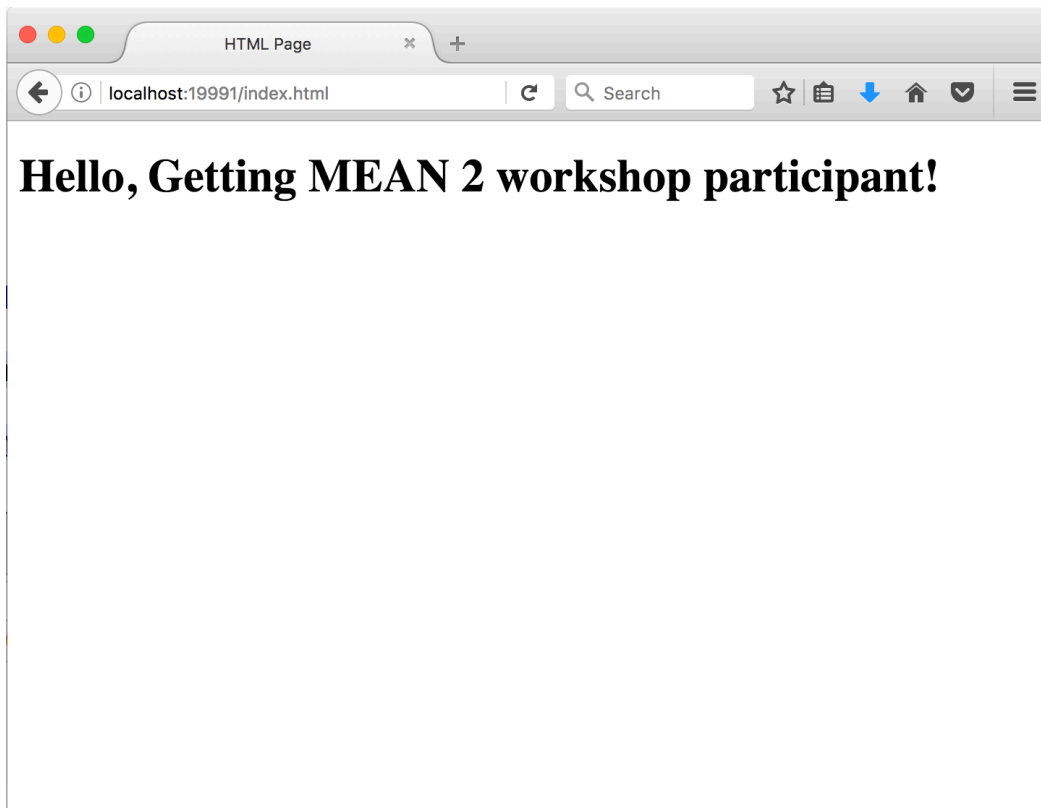 HTML Page
localhost:19991/index.html
Search
Hello, Getting MEAN 2 workshop participant!